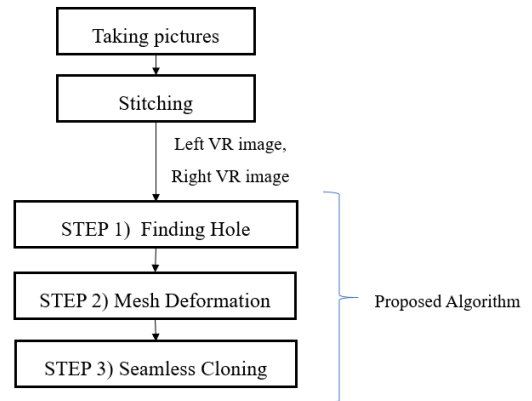 Taking pictures
Stitching
Left VR image,
Right VR image
STEP 1) Finding Hole
STEP 2) Mesh Deformation
Proposed Algorithm
STEP 3) Seamless Cloning